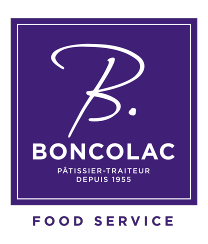 B.
BONCOLAC
PÂTISSIER-TRAITEUR
DEPUIS 1955
FOOD SERVICE